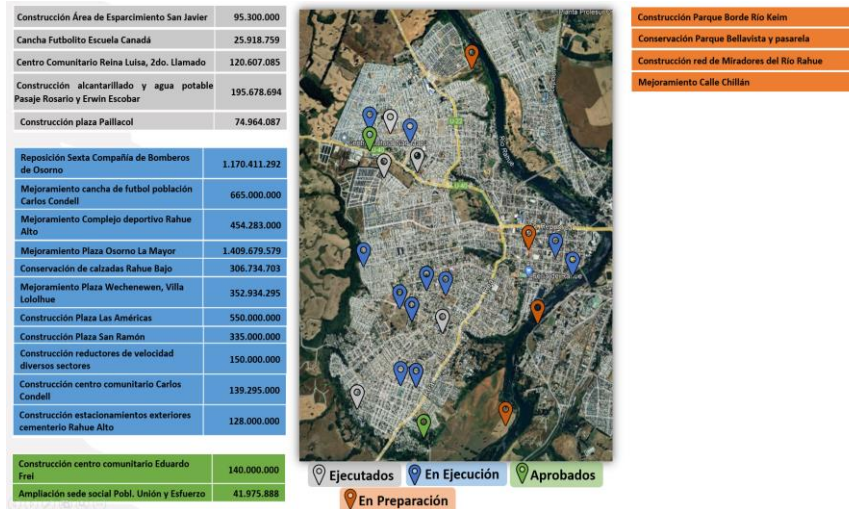 Construcción Área de Esparcimiento San Javier 95.300.000
Cancha Futbolito Escuela Canadá 25.918.759
Centro Comunitario Reina Luisa, 2do. Llamado 120.607.085
Construcción alcantarillado y agua potable
Pasaje Rosario y Erwin Escobar 195.678.694
Construcción plaza Paillacol 74.964.087
Reposición Sexta Compañía de Bomberos
de Osorno 1.170.411.292
Mejoramiento cancha de futbol población
Carlos Condell 665.000.000
Mejoramiento Complejo deportivo Rahue
Alto 454.283.000
Mejoramiento Plaza Osorno La Mayor 1.409.679.579
Conservación de calzadas Rahue Bajo 306.734.703
Mejoramiento Plaza Wechenewen, Villa
Lololhue 352.934.295
Construcción Plaza Las Américas 550.000.000
Construcción Plaza San Ramón 335.000.000
Construcción reductores de velocidad
diversos sectores 150.000.000
Construcción centro comunitario Carlos
Condell 139.295.000
Construcción estacionamientos exteriores
cementerio Rahue Alto 128.000.000
Construcción centro comunitario Eduardo
Frei 140.000.000
Ampliación sede social Pobl. Unión y Esfuerzo 41.975.888
Río Rahue
Ejecutados
En Ejecución
Aprobados
En Preparación
Construcción Parque Borde Río Keim
Conservación Parque Bellavista y pasarela
Construcción red de Miradores del Río Rahue
Mejoramiento Calle Chillán